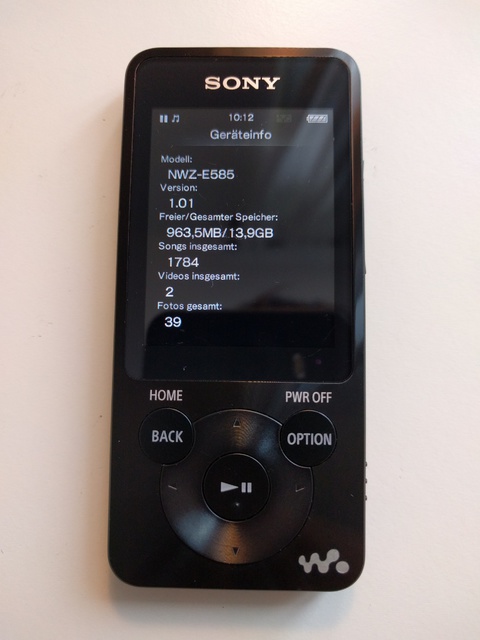 SONY
10:12
Geräteinfo
Modell:
NWZ-E585
Version:
1.01
Freier/Gesamter Speicher:
963,5MB/13,9GB
Songs insgesamt:
1784
Videos insgesamt:
2
Fotos gesamt:
39
HOME PWR OFF
BACK OPTION